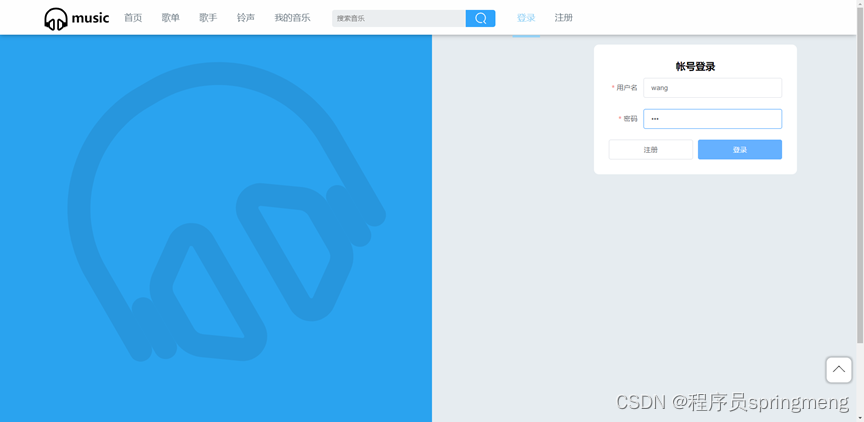 music 首页 歌单 歌手 铃声 我的音乐 搜索音乐 登录 注册
帐号登录
* 用户名 wang
* 密码 •••
注册 登录
CSDN @程序员springmeng